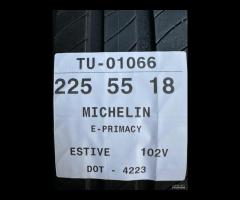 TU-01066
225 55 18
MICHELIN
E-PRIMACY
ESTIVE 102V
DOT - 4223